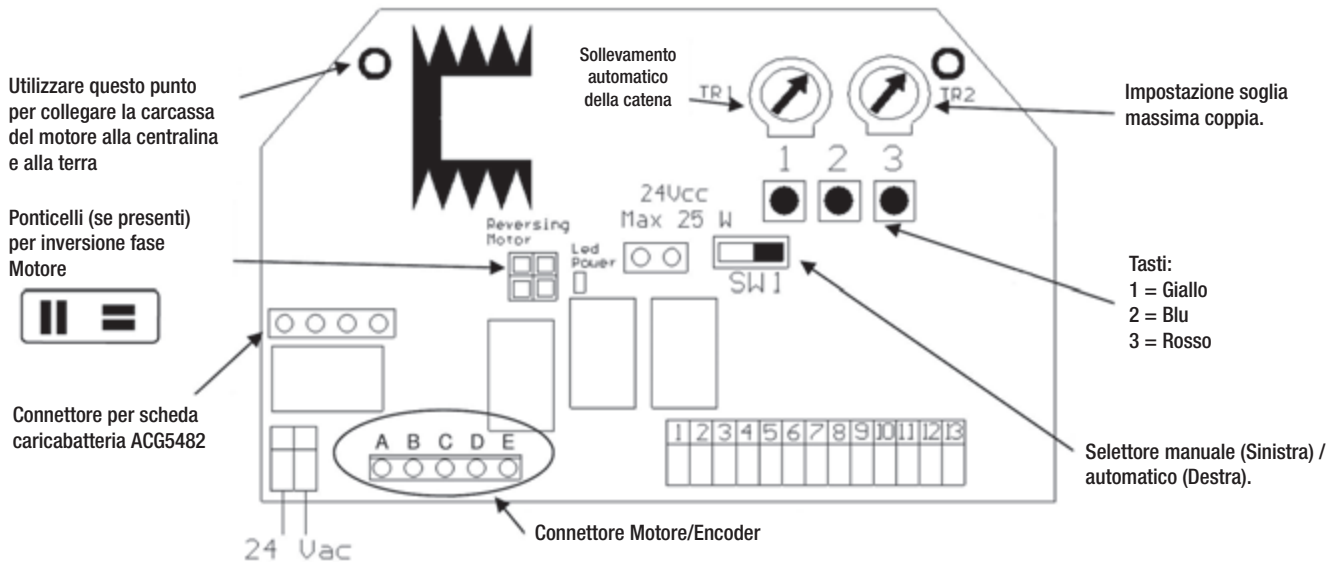 Utilizzare questo punto
per collegare la carcassa
del motore alla centralina
e alla terra
Ponticelli (se presenti)
per inversione fase
Motore
Connettore per scheda
caricabatteria ACG5482
Sollevamento
automatico
della catena
TR1
TR2
Impostazione soglia
massima coppia.
1 2 3
24Vcc
Max 25 W
Reversing
Motor
Led
Power
SW1
Tasti:
1 = Giallo
2 = Blu
3 = Rosso
A B C D E
1 2 3 4 5 6 7 8 9 10 11 12 13
Selettore manuale (Sinistra) /
automatico (Destra).
Connettore Motore/Encoder
24 Vac